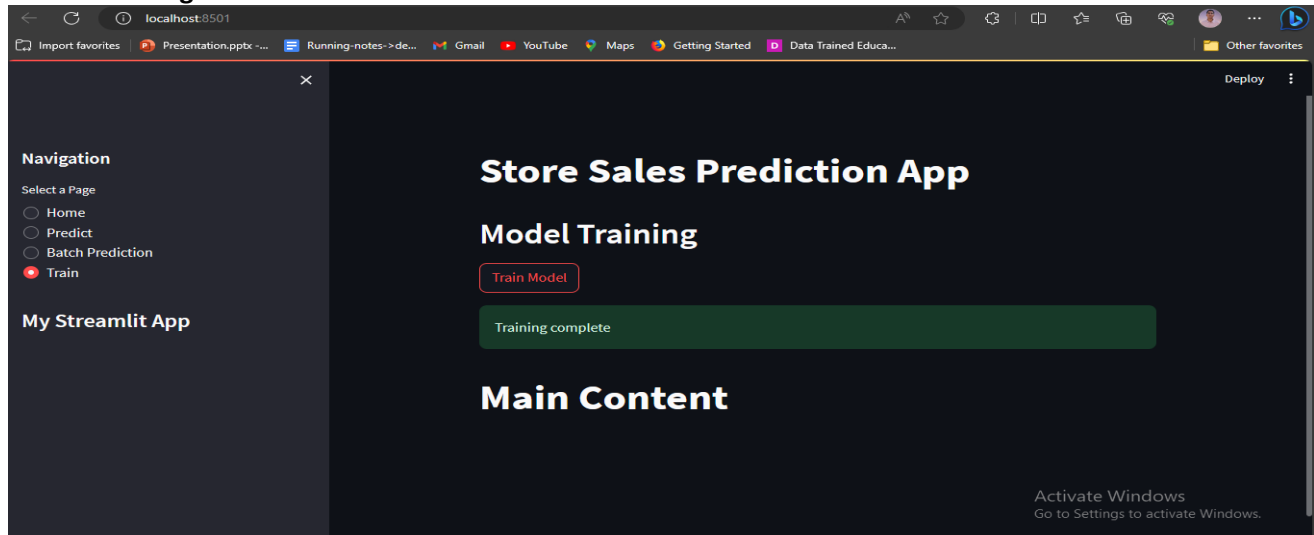 localhost:8501
Import favorites
Presentation.pptx -...
Running-notes->de...
Gmail
YouTube
Maps
Getting Started
Data Trained Educa...
Other favorites
Deploy
Navigation
Select a Page
Home
Predict
Batch Prediction
Train
My Streamlit App
Store Sales Prediction App
Model Training
Train Model
Training complete
Main Content
Activate Windows
Go to Settings to activate Windows.